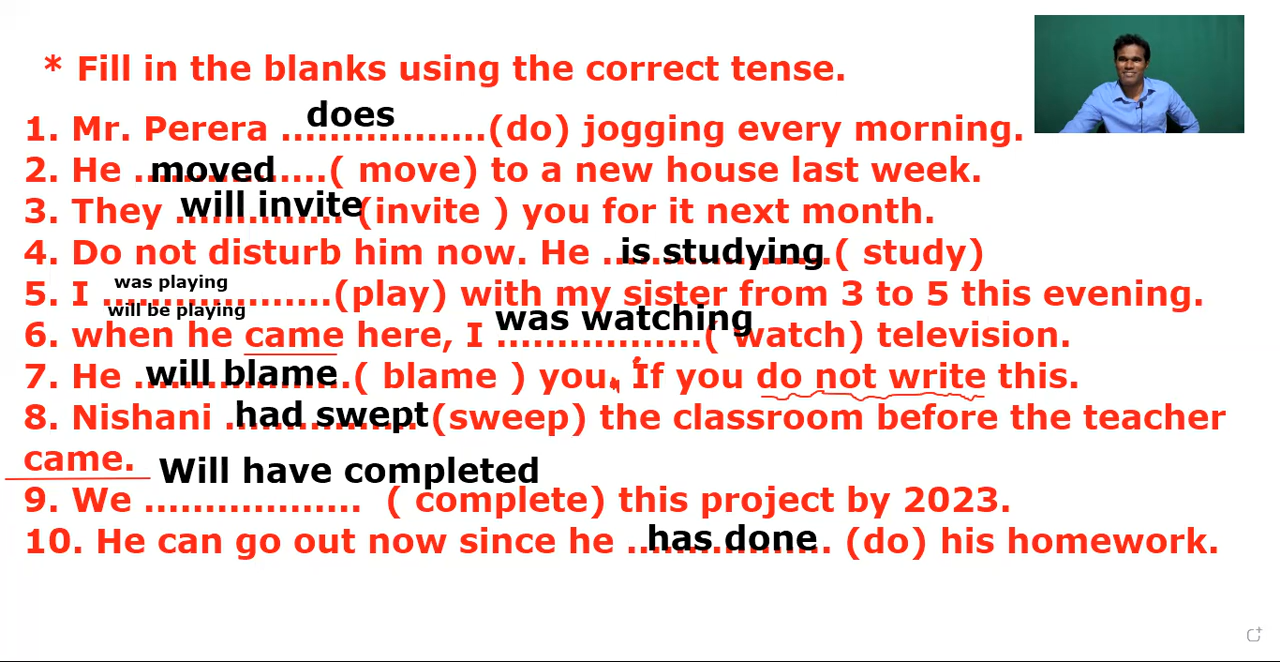 * Fill in the blanks using the correct tense.
1. Mr. Perera ......does...........(do) jogging every morning.
2. He ..moved.....( move) to a new house last week.
3. They will invite (invite ) you for it next month.
4. Do not disturb him now. He ..is studying.( study)
was playing
5. I ...................(play) with my sister from 3 to 5 this evening.
will be playing
6. when he came here, I was watching ( watch) television.
7. He ..will blame..( blame ) you, If you do not write this.
8. Nishani ..had swept (sweep) the classroom before the teacher
came.
Will have completed
9. We .................. ( complete) this project by 2023.
10. He can go out now since he ..has done.. (do) his homework.